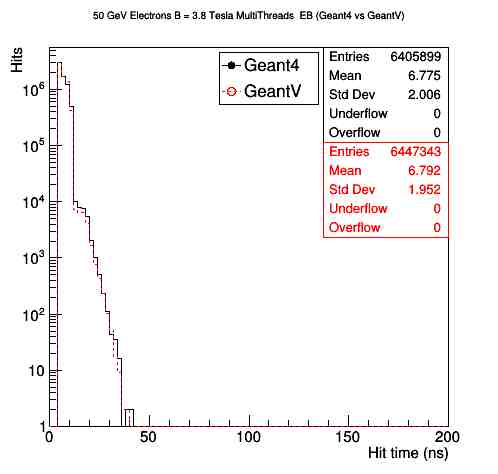 50 GeV Electrons B = 3.8 Tesla MultiThreads EB (Geant4 vs GeantV)
Hits
Geant4
GeantV
Entries 6405899
Mean 6.775
Std Dev 2.006
Underflow 0
Overflow 0
Entries 6447343
Mean 6.792
Std Dev 1.952
Underflow 0
Overflow 0
10⁶
10⁵
10⁴
10³
10²
10
1
0 50 100 150 200
Hit time (ns)